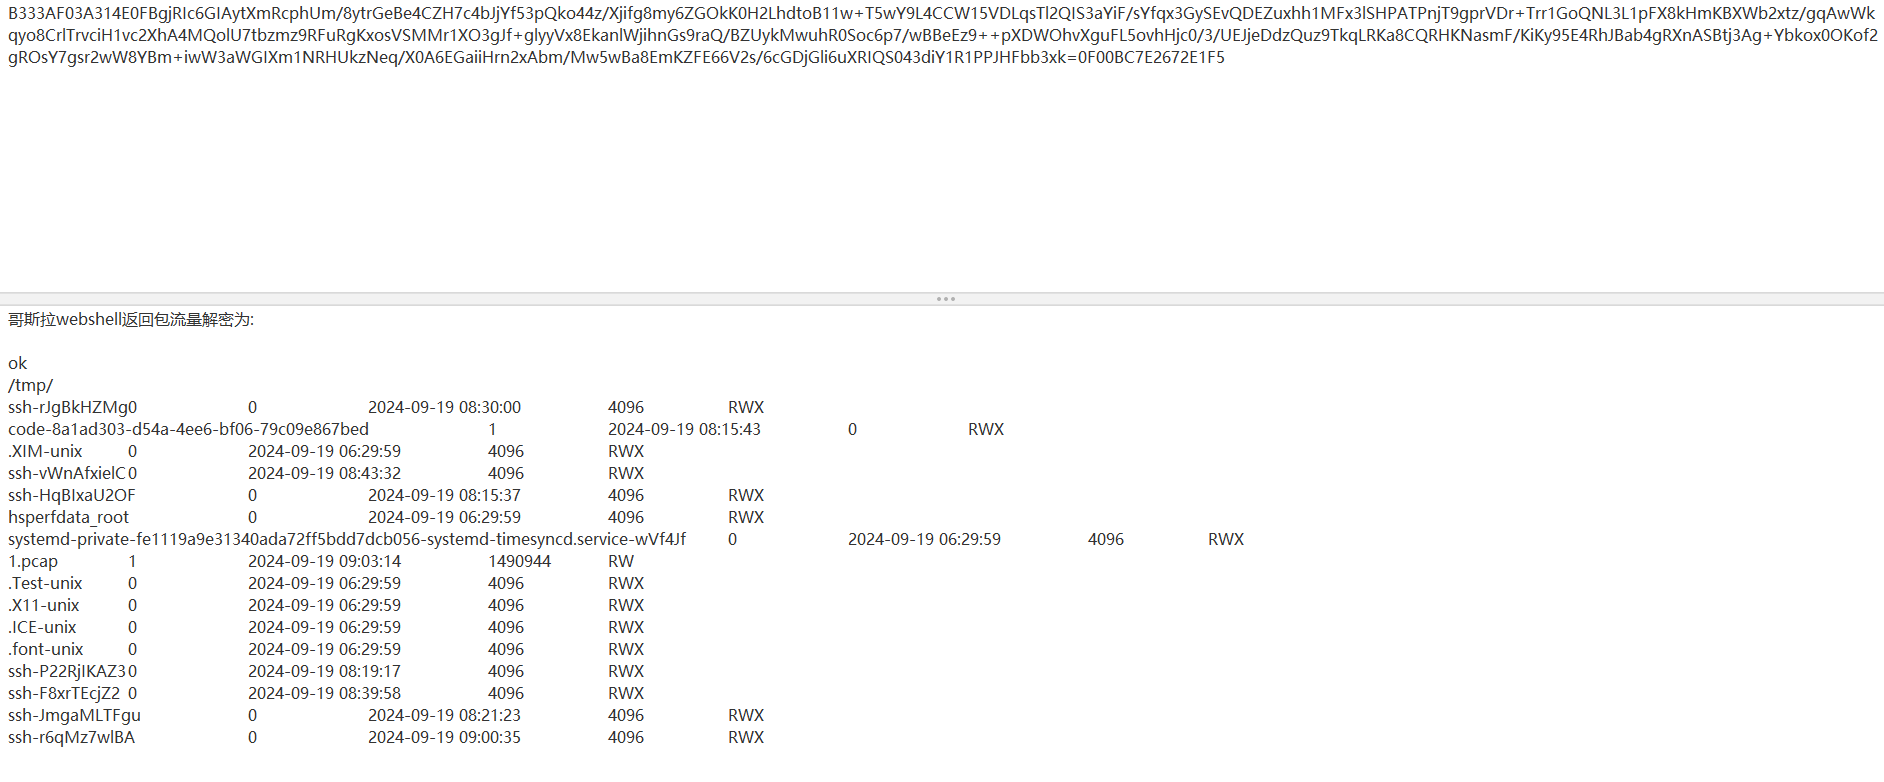 B333AF03A314E0FBgjRIc6GIAytXmRcphUm/8ytrGeBe4CZH7c4bJjYf53pQko44z/Xjifg8my6ZGOkK0H2LhdtoB11w+T5wY9L4CCW15VDLqsTl2QIS3aYiF/sYfqx3GySEvQDEZuxhh1MFx3lSHPATPnjT9gprVDr+Trr1GoQNL3L1pFX8kHmKBXWb2xtz/gqAwWk
qyo8CrlTrvciH1vc2XhA4MQolU7tbzmz9RFuRgKxosVSMMr1XO3gJf+glyyVx8EkanlWjihnGs9raQ/BZUykMwuhR0Soc6p7/wBBeEz9++pXDWOhvXguFL5ovhHjc0/3/UEJjeDdzQuz9TkqLRKa8CQRHKNasmF/KiKy95E4RhJBab4gRXnASBtj3Ag+Ybkox0OKof2
gROsY7gsr2wW8YBm+iwW3aWGIXm1NRHUkzNeq/X0A6EGaiiHrn2xAbm/Mw5wBa8EmKZFE66V2s/6cGDjGli6uXRIQS043diY1R1PPJHFbb3xk=0F00BC7E2672E1F5
哥斯拉webshell返回包流量解密为:
ok
/tmp/
ssh-rJgBkHZMg0 0 2024-09-19 08:30:00 4096 RWX
code-8a1ad303-d54a-4ee6-bf06-79c09e867bed 1 2024-09-19 08:15:43 0 RWX
.XIM-unix 0 2024-09-19 06:29:59 4096 RWX
ssh-vWnAfxielC 0 2024-09-19 08:43:32 4096 RWX
ssh-HqBIxaU2OF 0 2024-09-19 08:15:37 4096 RWX
hsperfdata_root 0 2024-09-19 06:29:59 4096 RWX
systemd-private-fe1119a9e31340ada72ff5bdd7dcb056-systemd-timesyncd.service-wVf4Jf 0 2024-09-19 06:29:59 4096 RWX
1.pcap 1 2024-09-19 09:03:14 1490944 RW
.Test-unix 0 2024-09-19 06:29:59 4096 RWX
.X11-unix 0 2024-09-19 06:29:59 4096 RWX
.ICE-unix 0 2024-09-19 06:29:59 4096 RWX
.font-unix 0 2024-09-19 06:29:59 4096 RWX
ssh-P22RjIKAZ3 0 2024-09-19 08:19:17 4096 RWX
ssh-F8xrTEcjZ2 0 2024-09-19 08:39:58 4096 RWX
ssh-JmgaMLTFgu 0 2024-09-19 08:21:23 4096 RWX
ssh-r6qMz7wlBA 0 2024-09-19 09:00:35 4096 RWX